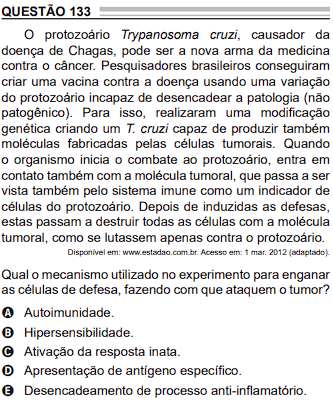 QUESTÃO 133
O protozoário Trypanosoma cruzi, causador da
doença de Chagas, pode ser a nova arma da medicina
contra o câncer. Pesquisadores brasileiros conseguiram
criar uma vacina contra a doença usando uma variação
do protozoário incapaz de desencadear a patologia (não
patogênico). Para isso, realizaram uma modificação
genética criando um T. cruzi capaz de produzir também
moléculas fabricadas pelas células tumorais. Quando
o organismo inicia o combate ao protozoário, entra em
contato também com a molécula tumoral, que passa a ser
vista também pelo sistema imune como um indicador de
células do protozoário. Depois de induzidas as defesas,
estas passam a destruir todas as células com a molécula
tumoral, como se lutassem apenas contra o protozoário.
Disponível em: www.estadao.com.br. Acesso em: 1 mar. 2012 (adaptado).
Qual o mecanismo utilizado no experimento para enganar
as células de defesa, fazendo com que ataquem o tumor?
A Autoimunidade.
B Hipersensibilidade.
C Ativação da resposta inata.
D Apresentação de antígeno específico.
E Desencadeamento de processo anti-inflamatório.